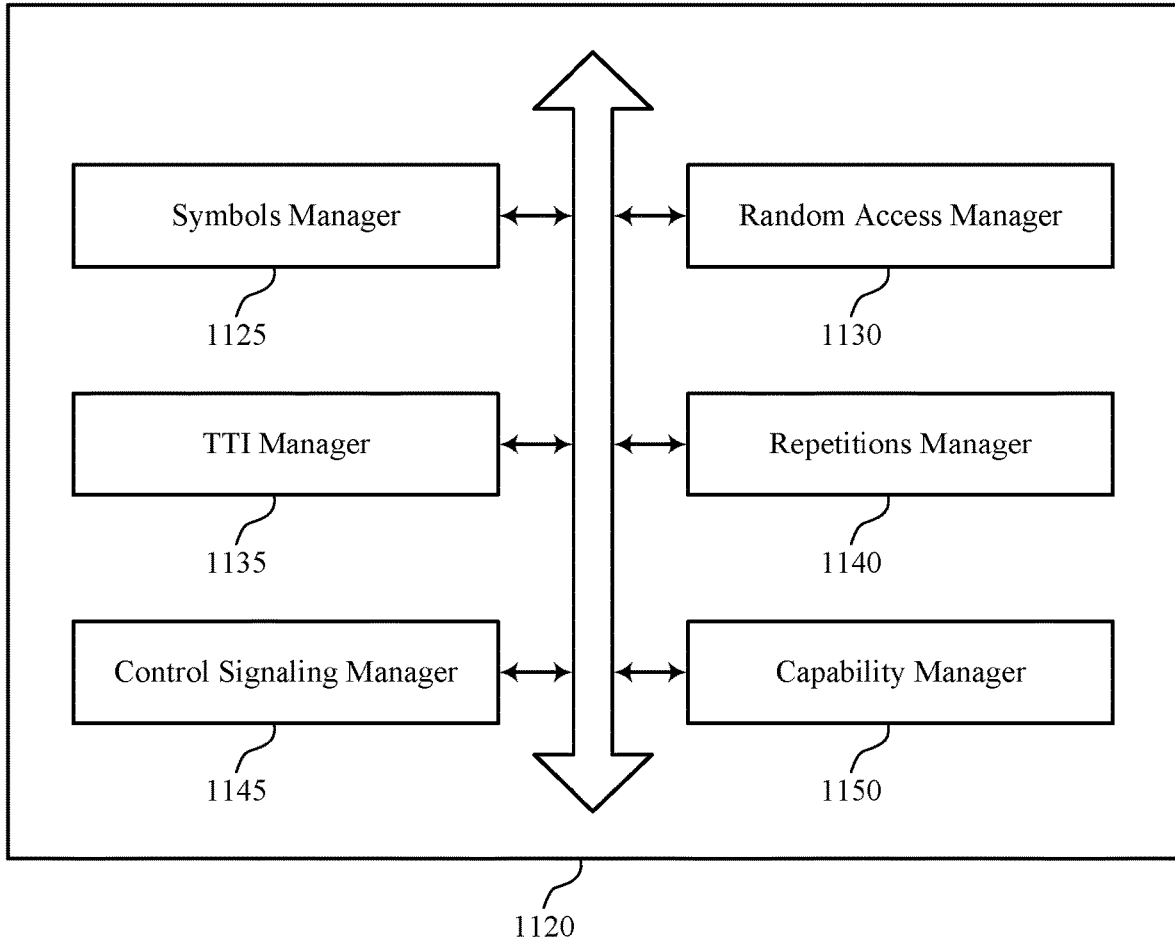 Symbols Manager
Random Access Manager
1125
1130
TTI Manager
Repetitions Manager
1135
1140
Control Signaling Manager
Capability Manager
1145
1150
1120